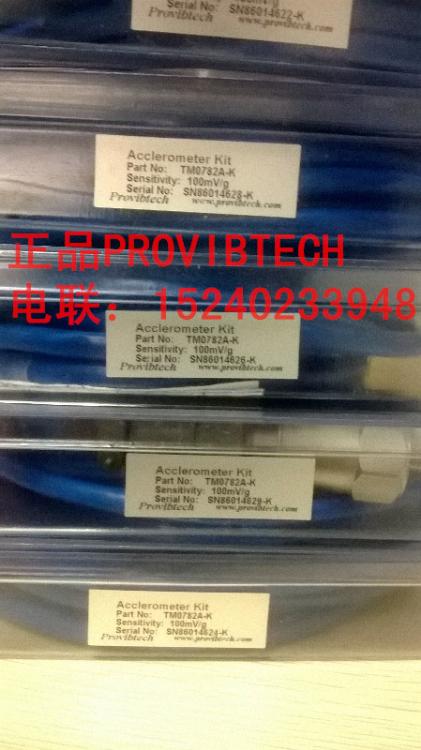 SN86014622-K
Provibtech www.provibtech.com
Acclerometer Kit
Part No: TM0782A-K
Sensitivity: 100mV/g
Serial No: SN86014628-K
Provibtech www.provibtech.com
正品PROVIBTECH
电联：15240233948
Acclerometer Kit
Part No: TM0782A-K
Sensitivity: 100mV/g
Serial No: SN86014626-K
Provibtech www.provibtech.com
Acclerometer Kit
Part No: TM0782A-K
Sensitivity: 100mV/g
Serial No: SN86014629-K
Provibtech www.provibtech.com
Acclerometer Kit
Part No: TM0782A-K
Sensitivity: 100mV/g
Serial No: SN86014624-K
Provibtech www.provibtech.com